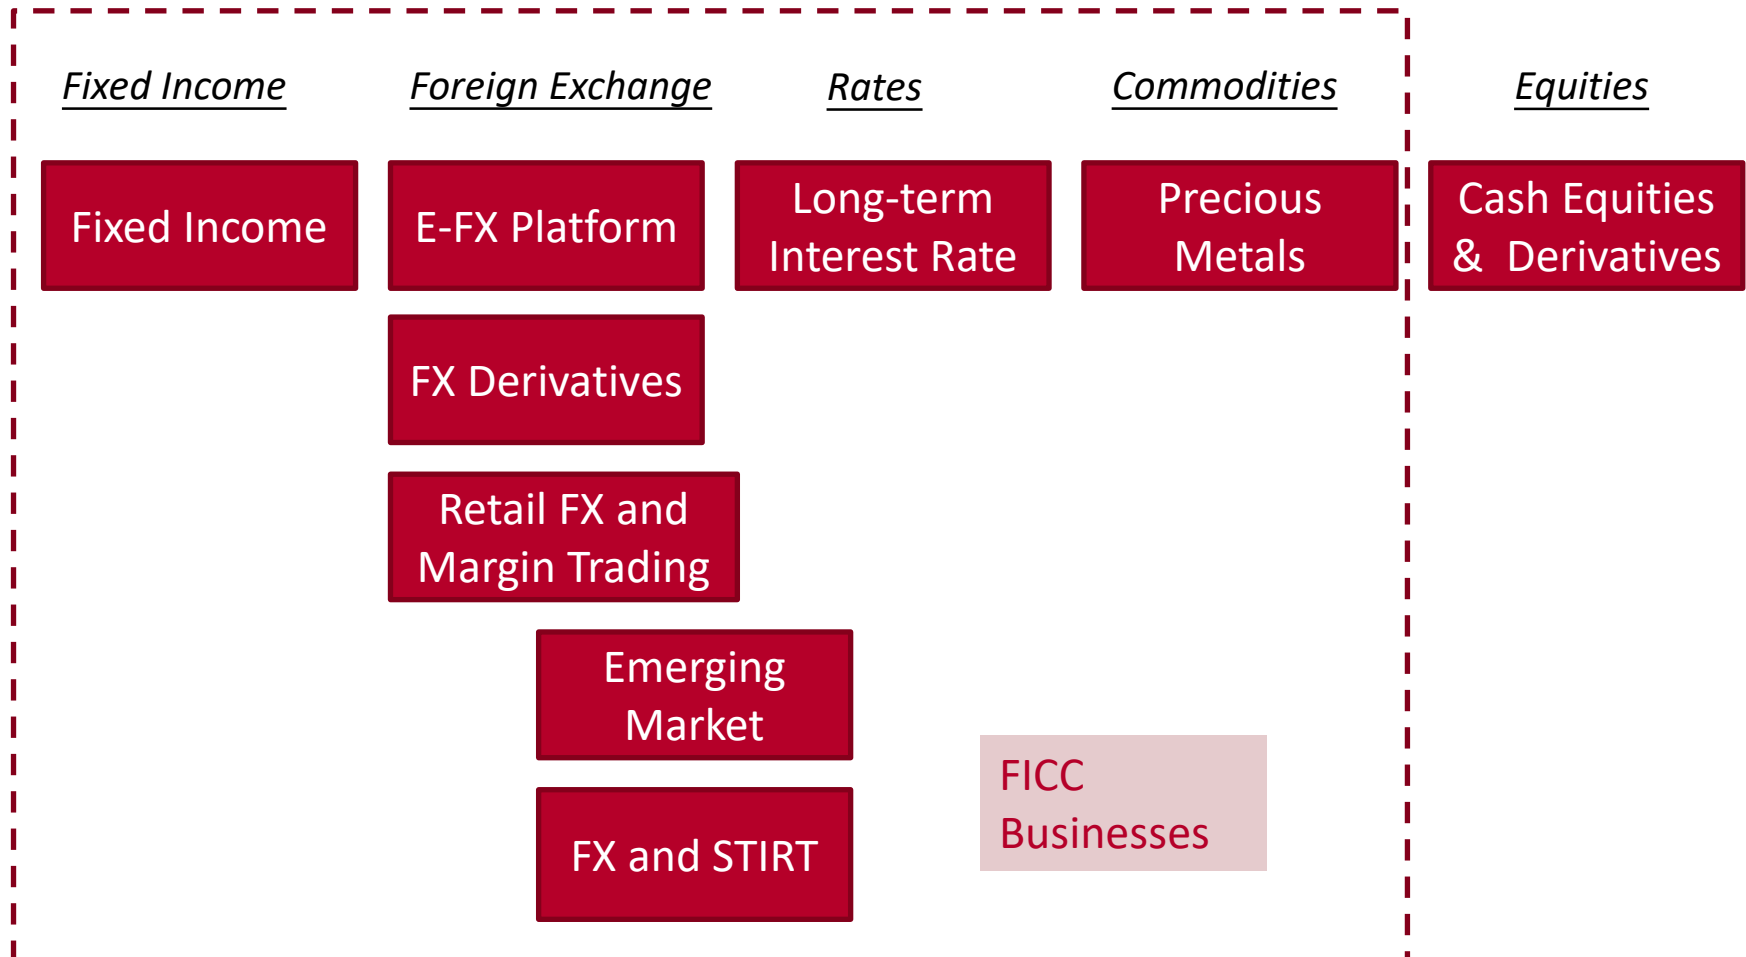 Fixed Income
Foreign Exchange
Rates
Commodities
Equities
Fixed Income
E-FX Platform
Long-term
Interest Rate
Precious
Metals
Cash Equities
& Derivatives
FX Derivatives
Retail FX and
Margin Trading
Emerging
Market
FICC
Businesses
FX and STIRT